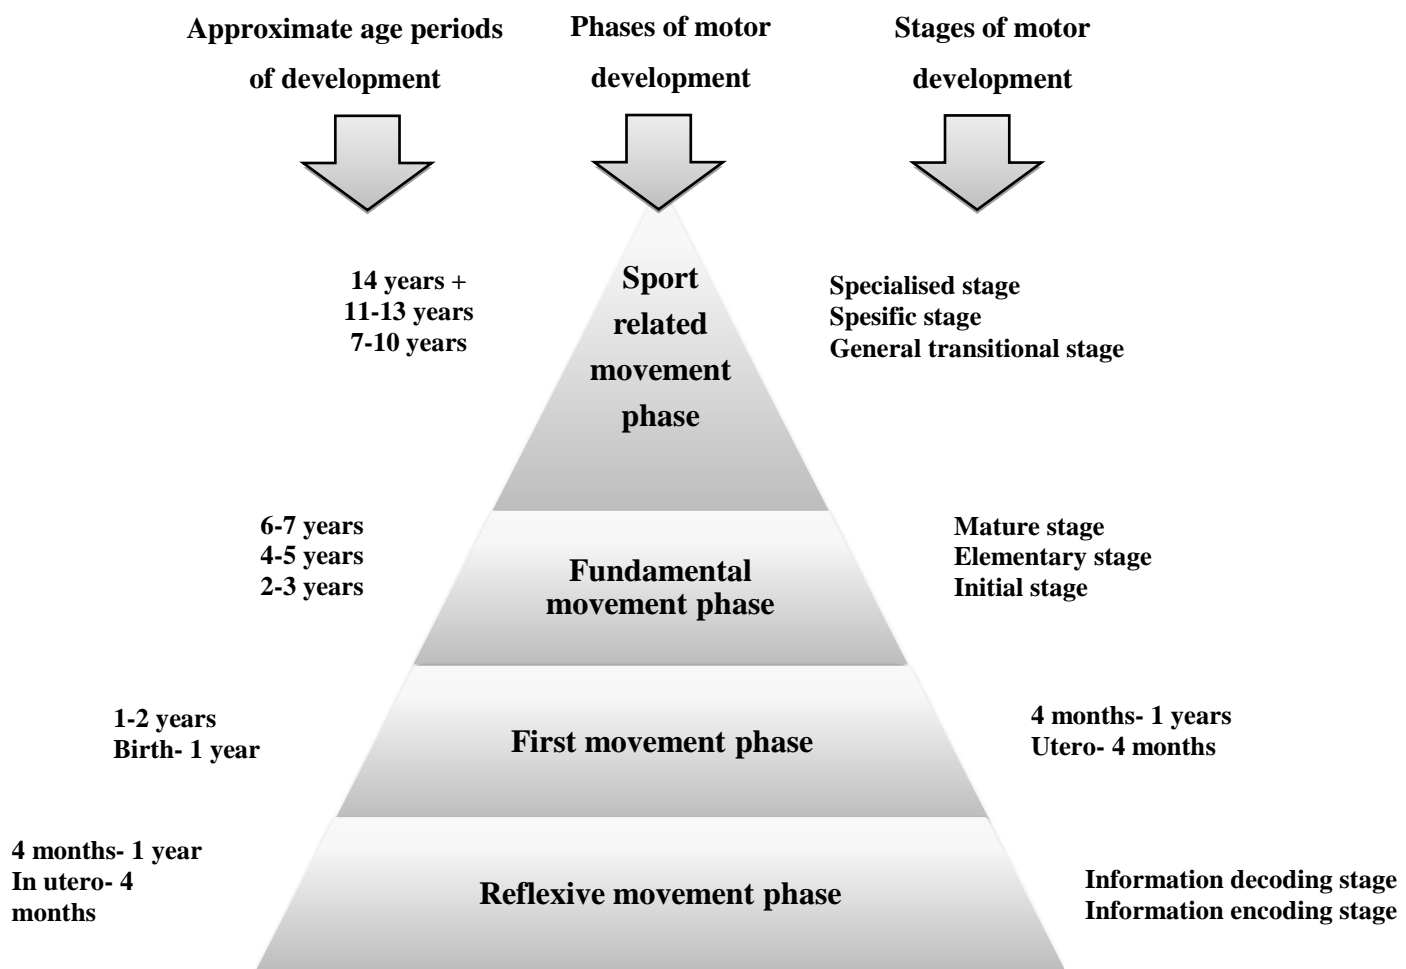 Approximate age periods
of development
Phases of motor
development
Stages of motor
development
14 years +
11-13 years
7-10 years
Sport
related
movement
phase
Specialised stage
Spesific stage
General transitional stage
6-7 years
4-5 years
2-3 years
Fundamental
movement phase
Mature stage
Elementary stage
Initial stage
1-2 years
Birth- 1 year
First movement phase
4 months- 1 years
Utero- 4 months
4 months- 1 year
In utero- 4
months
Reflexive movement phase
Information decoding stage
Information encoding stage